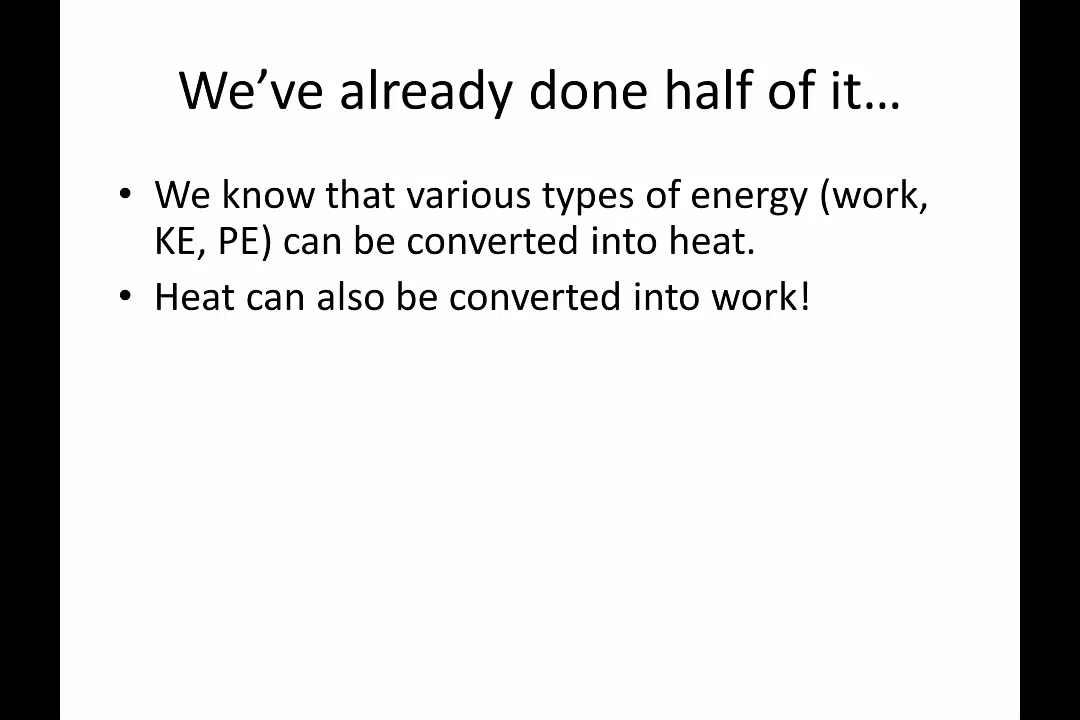 We’ve already done half of it…
• We know that various types of energy (work,
KE, PE) can be converted into heat.
• Heat can also be converted into work!